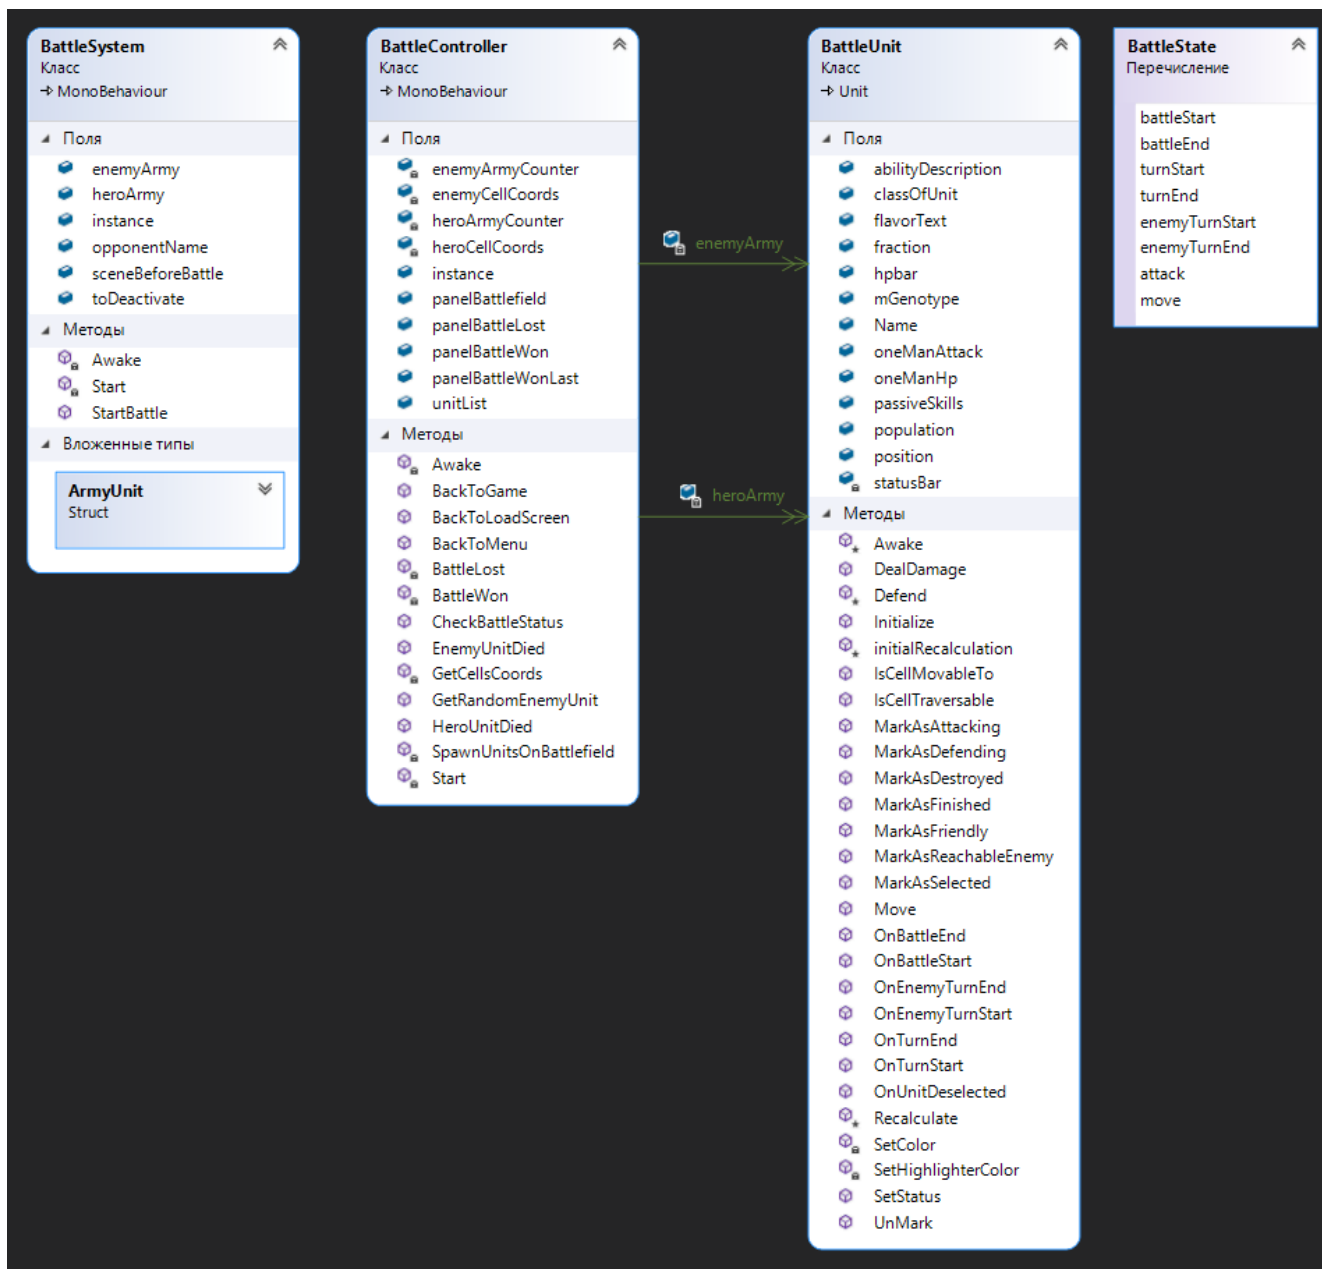 BattleSystem
Класс
MonoBehaviour
Поля
enemyArmy
heroArmy
instance
opponentName
sceneBeforeBattle
toDeactivate
Методы
Awake
Start
StartBattle
Вложенные типы
ArmyUnit
Struct
BattleController
Класс
MonoBehaviour
Поля
enemyArmyCounter
enemyCellCoords
heroArmyCounter
heroCellCoords
instance
panelBattlefield
panelBattleLost
panelBattleWon
panelBattleWonLast
unitList
Методы
Awake
BackToGame
BackToLoadScreen
BackToMenu
BattleLost
BattleWon
CheckBattleStatus
EnemyUnitDied
GetCellsCoords
GetRandomEnemyUnit
HeroUnitDied
SpawnUnitsOnBattlefield
Start
enemyArmy
heroArmy
BattleUnit
Класс
Unit
Поля
abilityDescription
classOfUnit
flavorText
fraction
hpbar
mGenotype
Name
oneManAttack
oneManHp
passiveSkills
population
position
statusBar
Методы
Awake
DealDamage
Defend
Initialize
initialRecalculation
IsCellMovableTo
IsCellTraversable
MarkAsAttacking
MarkAsDefending
MarkAsDestroyed
MarkAsFinished
MarkAsFriendly
MarkAsReachableEnemy
MarkAsSelected
Move
OnBattleEnd
OnBattleStart
OnEnemyTurnEnd
OnEnemyTurnStart
OnTurnEnd
OnTurnStart
OnUnitDeselected
Recalculate
SetColor
SetHighlighterColor
SetStatus
UnMark
BattleState
Перечисление
battleStart
battleEnd
turnStart
turnEnd
enemyTurnStart
enemyTurnEnd
attack
move